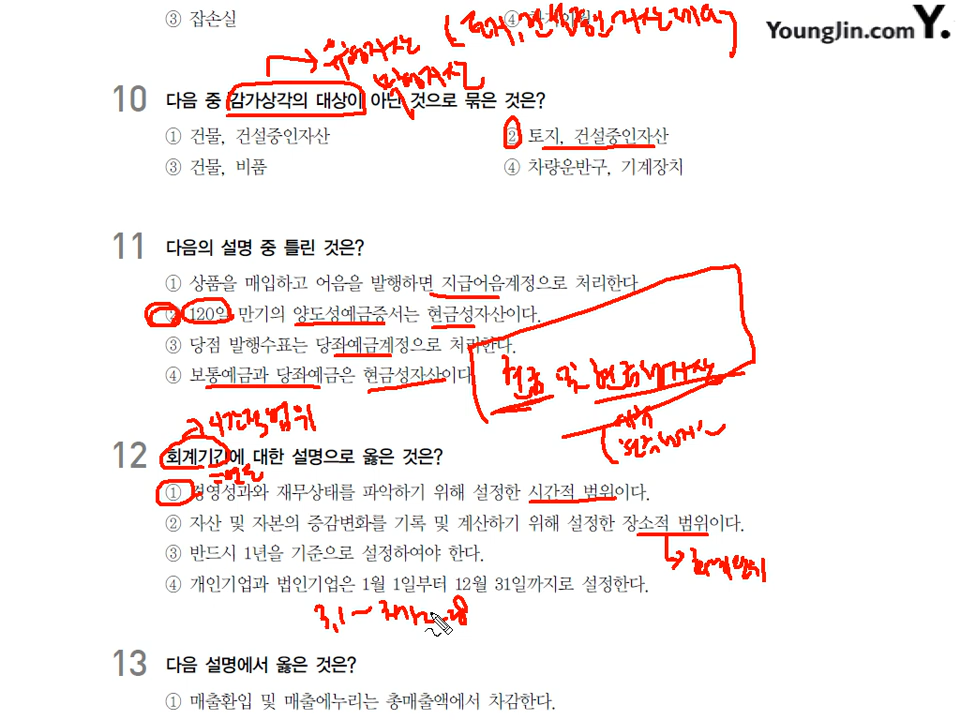 ③ 잡손실
YoungJin.com Y.
유형자산
10 다음 중 감가상각의 대상이 아닌 것으로 묶은 것은?
① 건물, 건설중인자산 ② 토지, 건설중인자산
③ 건물, 비품 ④ 차량운반구, 기계장치
11 다음의 설명 중 틀린 것은?
① 상품을 매입하고 어음을 발행하면 지급어음계정으로 처리한다.
② 120일 만기의 양도성예금증서는 현금성자산이다.
③ 당점 발행수표는 당좌예금계정으로 처리한다.
④ 보통예금과 당좌예금은 현금성자산이다.
현금 및 현금성자산
시간적 범위
12 회계기간에 대한 설명으로 옳은 것은?
① 경영성과와 재무상태를 파악하기 위해 설정한 시간적 범위이다.
② 자산 및 자본의 증감변화를 기록 및 계산하기 위해 설정한 장소적 범위이다.
회계단위
③ 반드시 1년을 기준으로 설정하여야 한다.
④ 개인기업과 법인기업은 1월 1일부터 12월 31일까지로 설정한다.
13 다음 설명에서 옳은 것은?
① 매출환입 및 매출에누리는 총매출액에서 차감한다.